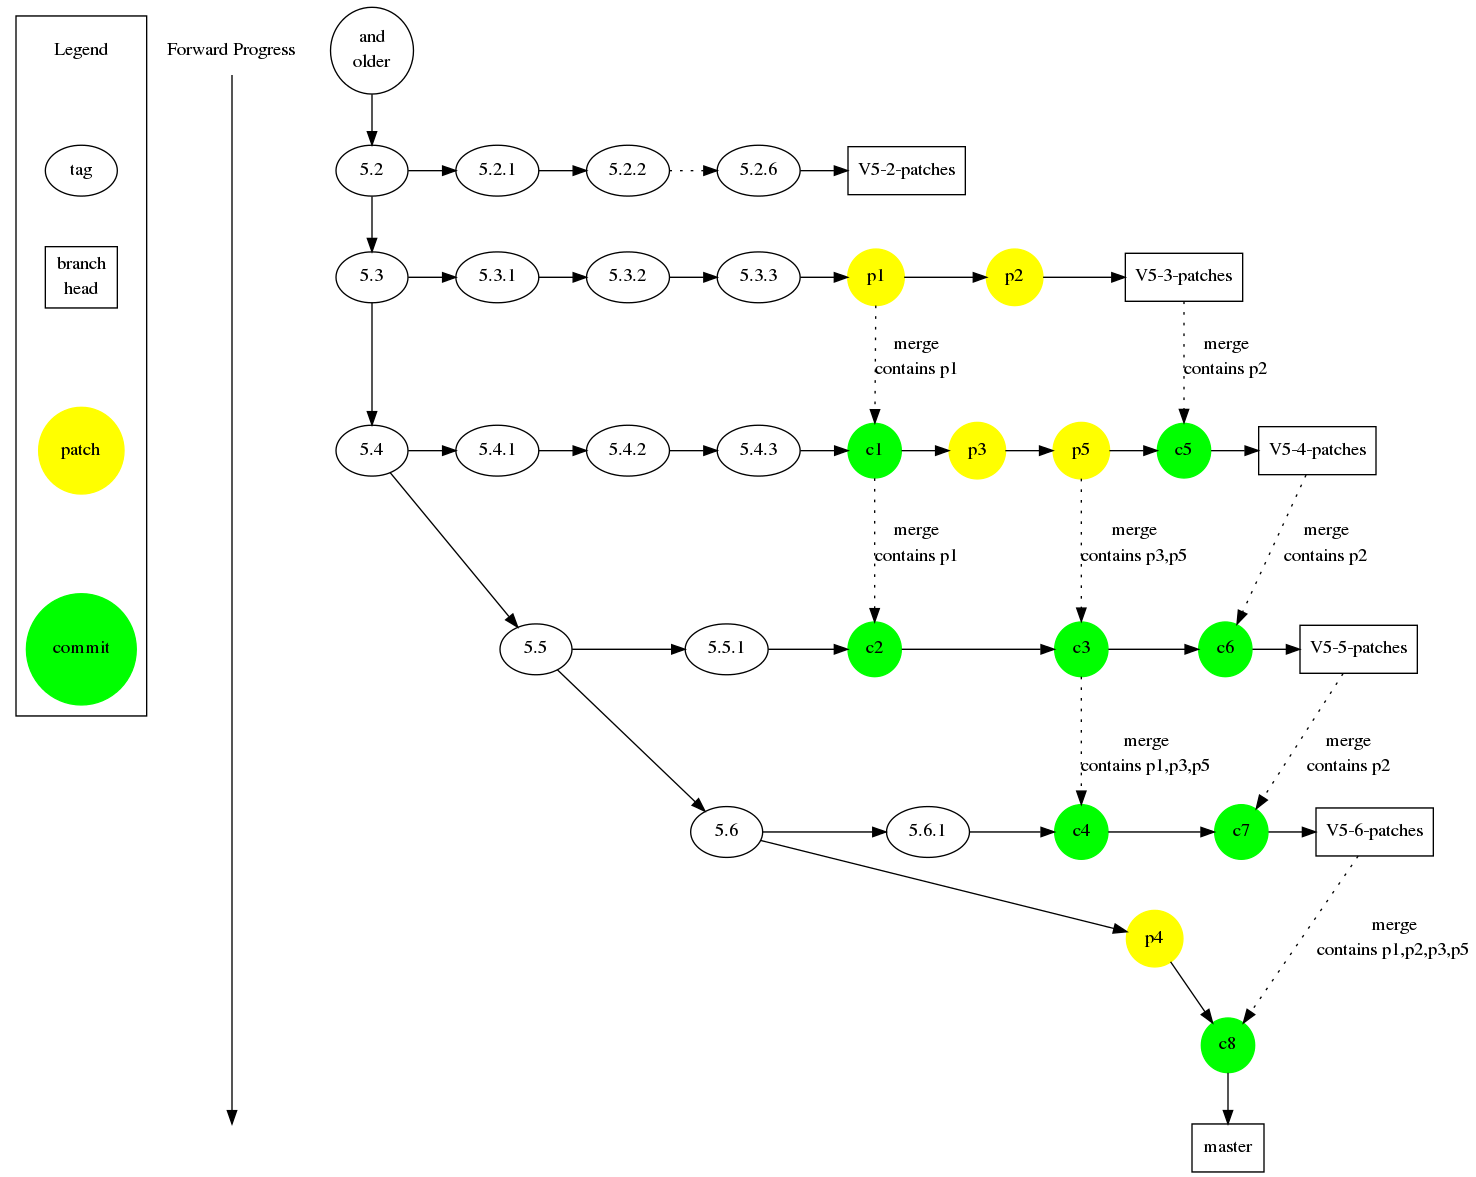 Legend
Forward Progress
and
older
tag
5.2
5.2.1
5.2.2
5.2.6
V5-2-patches
branch
head
5.3
5.3.1
5.3.2
5.3.3
p1
p2
V5-3-patches
merge
contains p1
merge
contains p2
patch
5.4
5.4.1
5.4.2
5.4.3
c1
p3
p5
c5
V5-4-patches
merge
contains p1
merge
contains p3,p5
merge
contains p2
commit
5.5
5.5.1
c2
c3
c6
V5-5-patches
merge
contains p1,p3,p5
merge
contains p2
5.6
5.6.1
c4
c7
V5-6-patches
p4
merge
contains p1,p2,p3,p5
c8
master